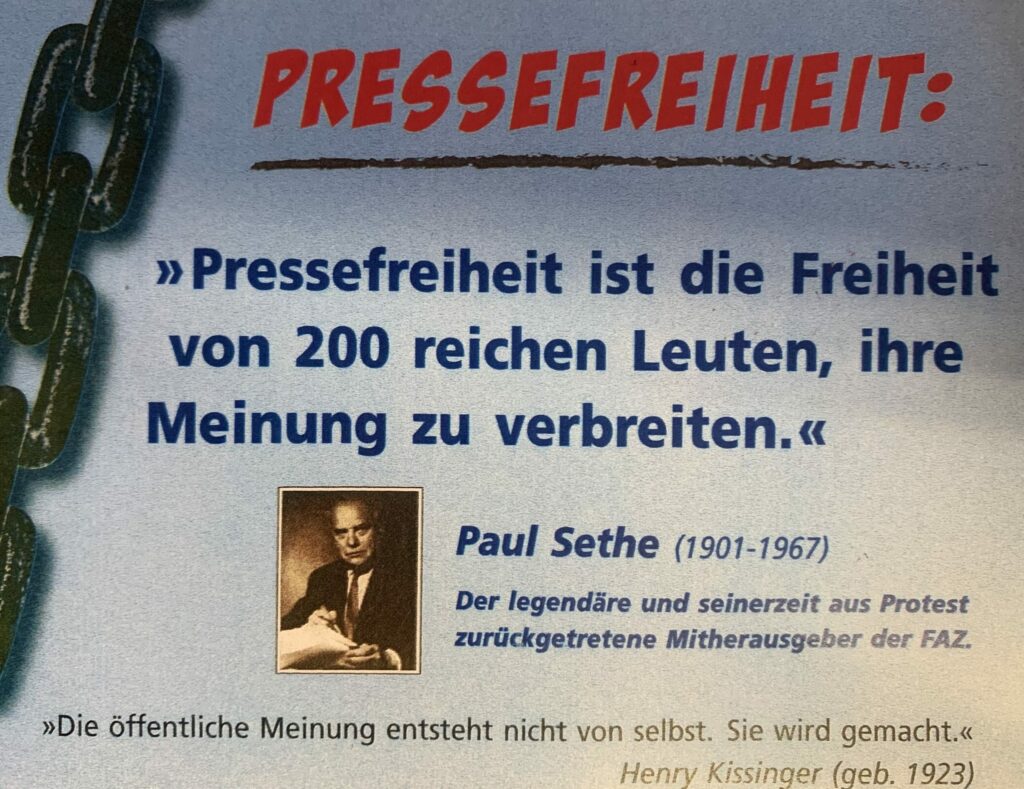 PRESSEFREIHEIT:
»Pressefreiheit ist die Freiheit
von 200 reichen Leuten, ihre
Meinung zu verbreiten.«
Paul Sethe (1901-1967)
Der legendäre und seinerzeit aus Protest
zurückgetretene Mitherausgeber der FAZ.
»Die öffentliche Meinung entsteht nicht von selbst. Sie wird gemacht.«
Henry Kissinger (geb. 1923)